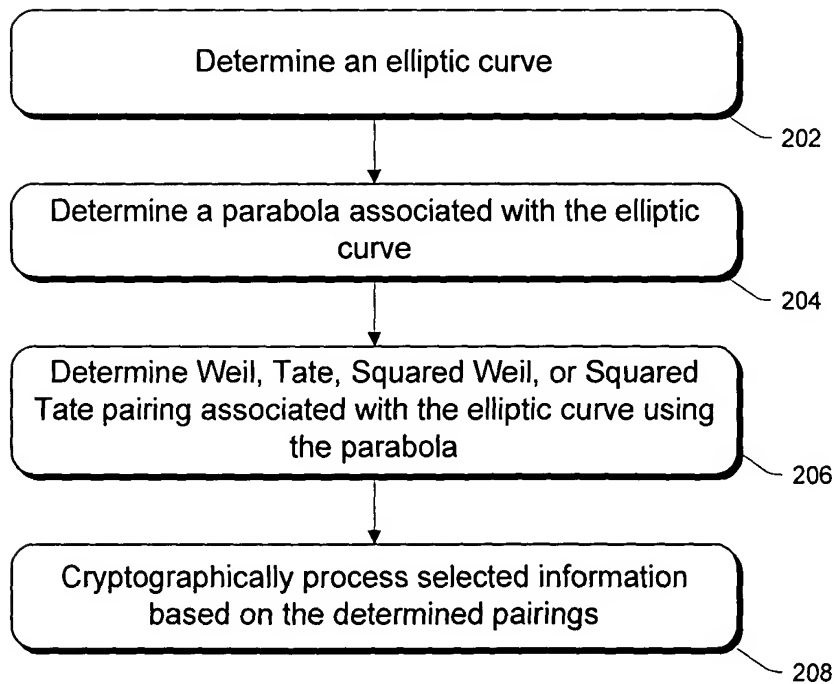 Determine an elliptic curve
202
Determine a parabola associated with the elliptic
curve
204
Determine Weil, Tate, Squared Weil, or Squared
Tate pairing associated with the elliptic curve using
the parabola
206
Cryptographically process selected information
based on the determined pairings
208